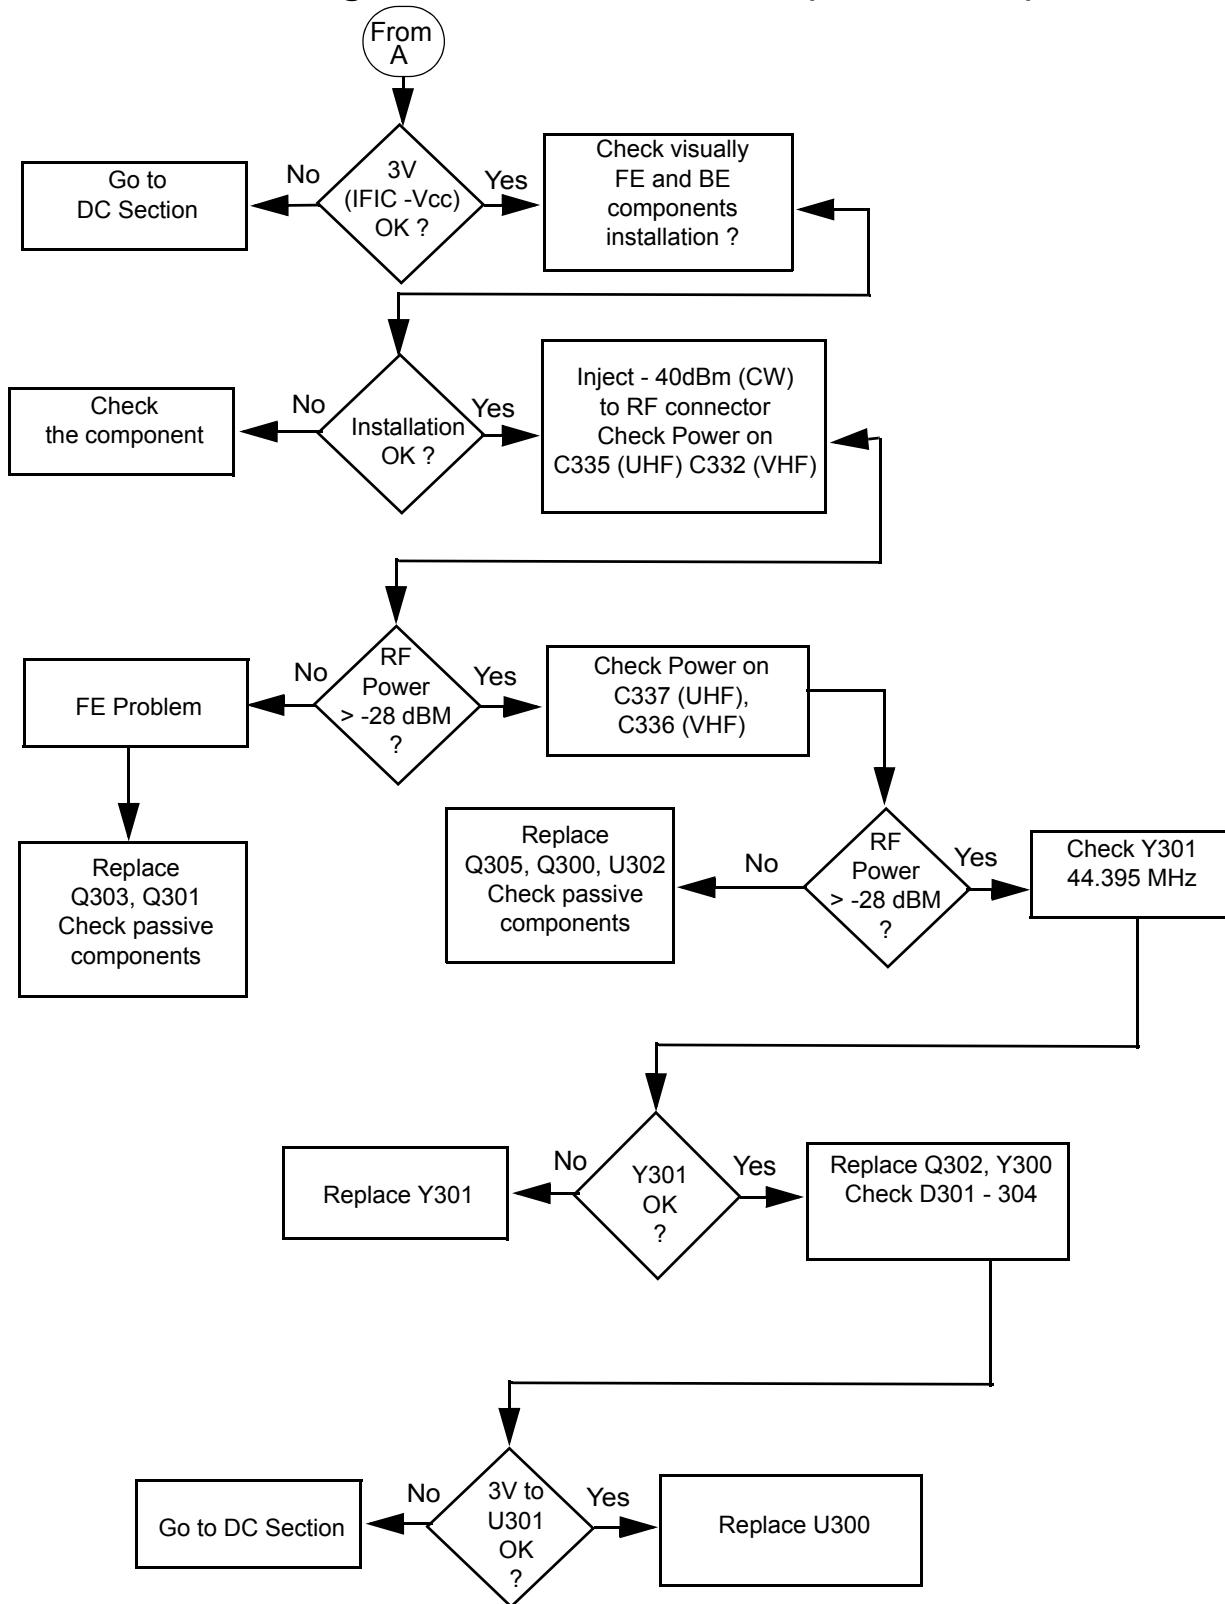 From
A
3V
(IFIC -Vcc)
OK ?
No
Yes
Go to
DC Section
Check visually
FE and BE
components
installation ?
Installation
OK ?
No
Yes
Check
the component
Inject - 40dBm (CW)
to RF connector
Check Power on
C335 (UHF) C332 (VHF)
RF
Power
> -28 dBM
?
No
Yes
FE Problem
Replace
Q303, Q301
Check passive
components
Check Power on
C337 (UHF),
C336 (VHF)
RF
Power
> -28 dBM
?
No
Yes
Replace
Q305, Q300, U302
Check passive
components
Check Y301
44.395 MHz
Y301
OK
?
No
Yes
Replace Y301
Replace Q302, Y300
Check D301 - 304
3V to
U301
OK
?
No
Yes
Go to DC Section
Replace U300